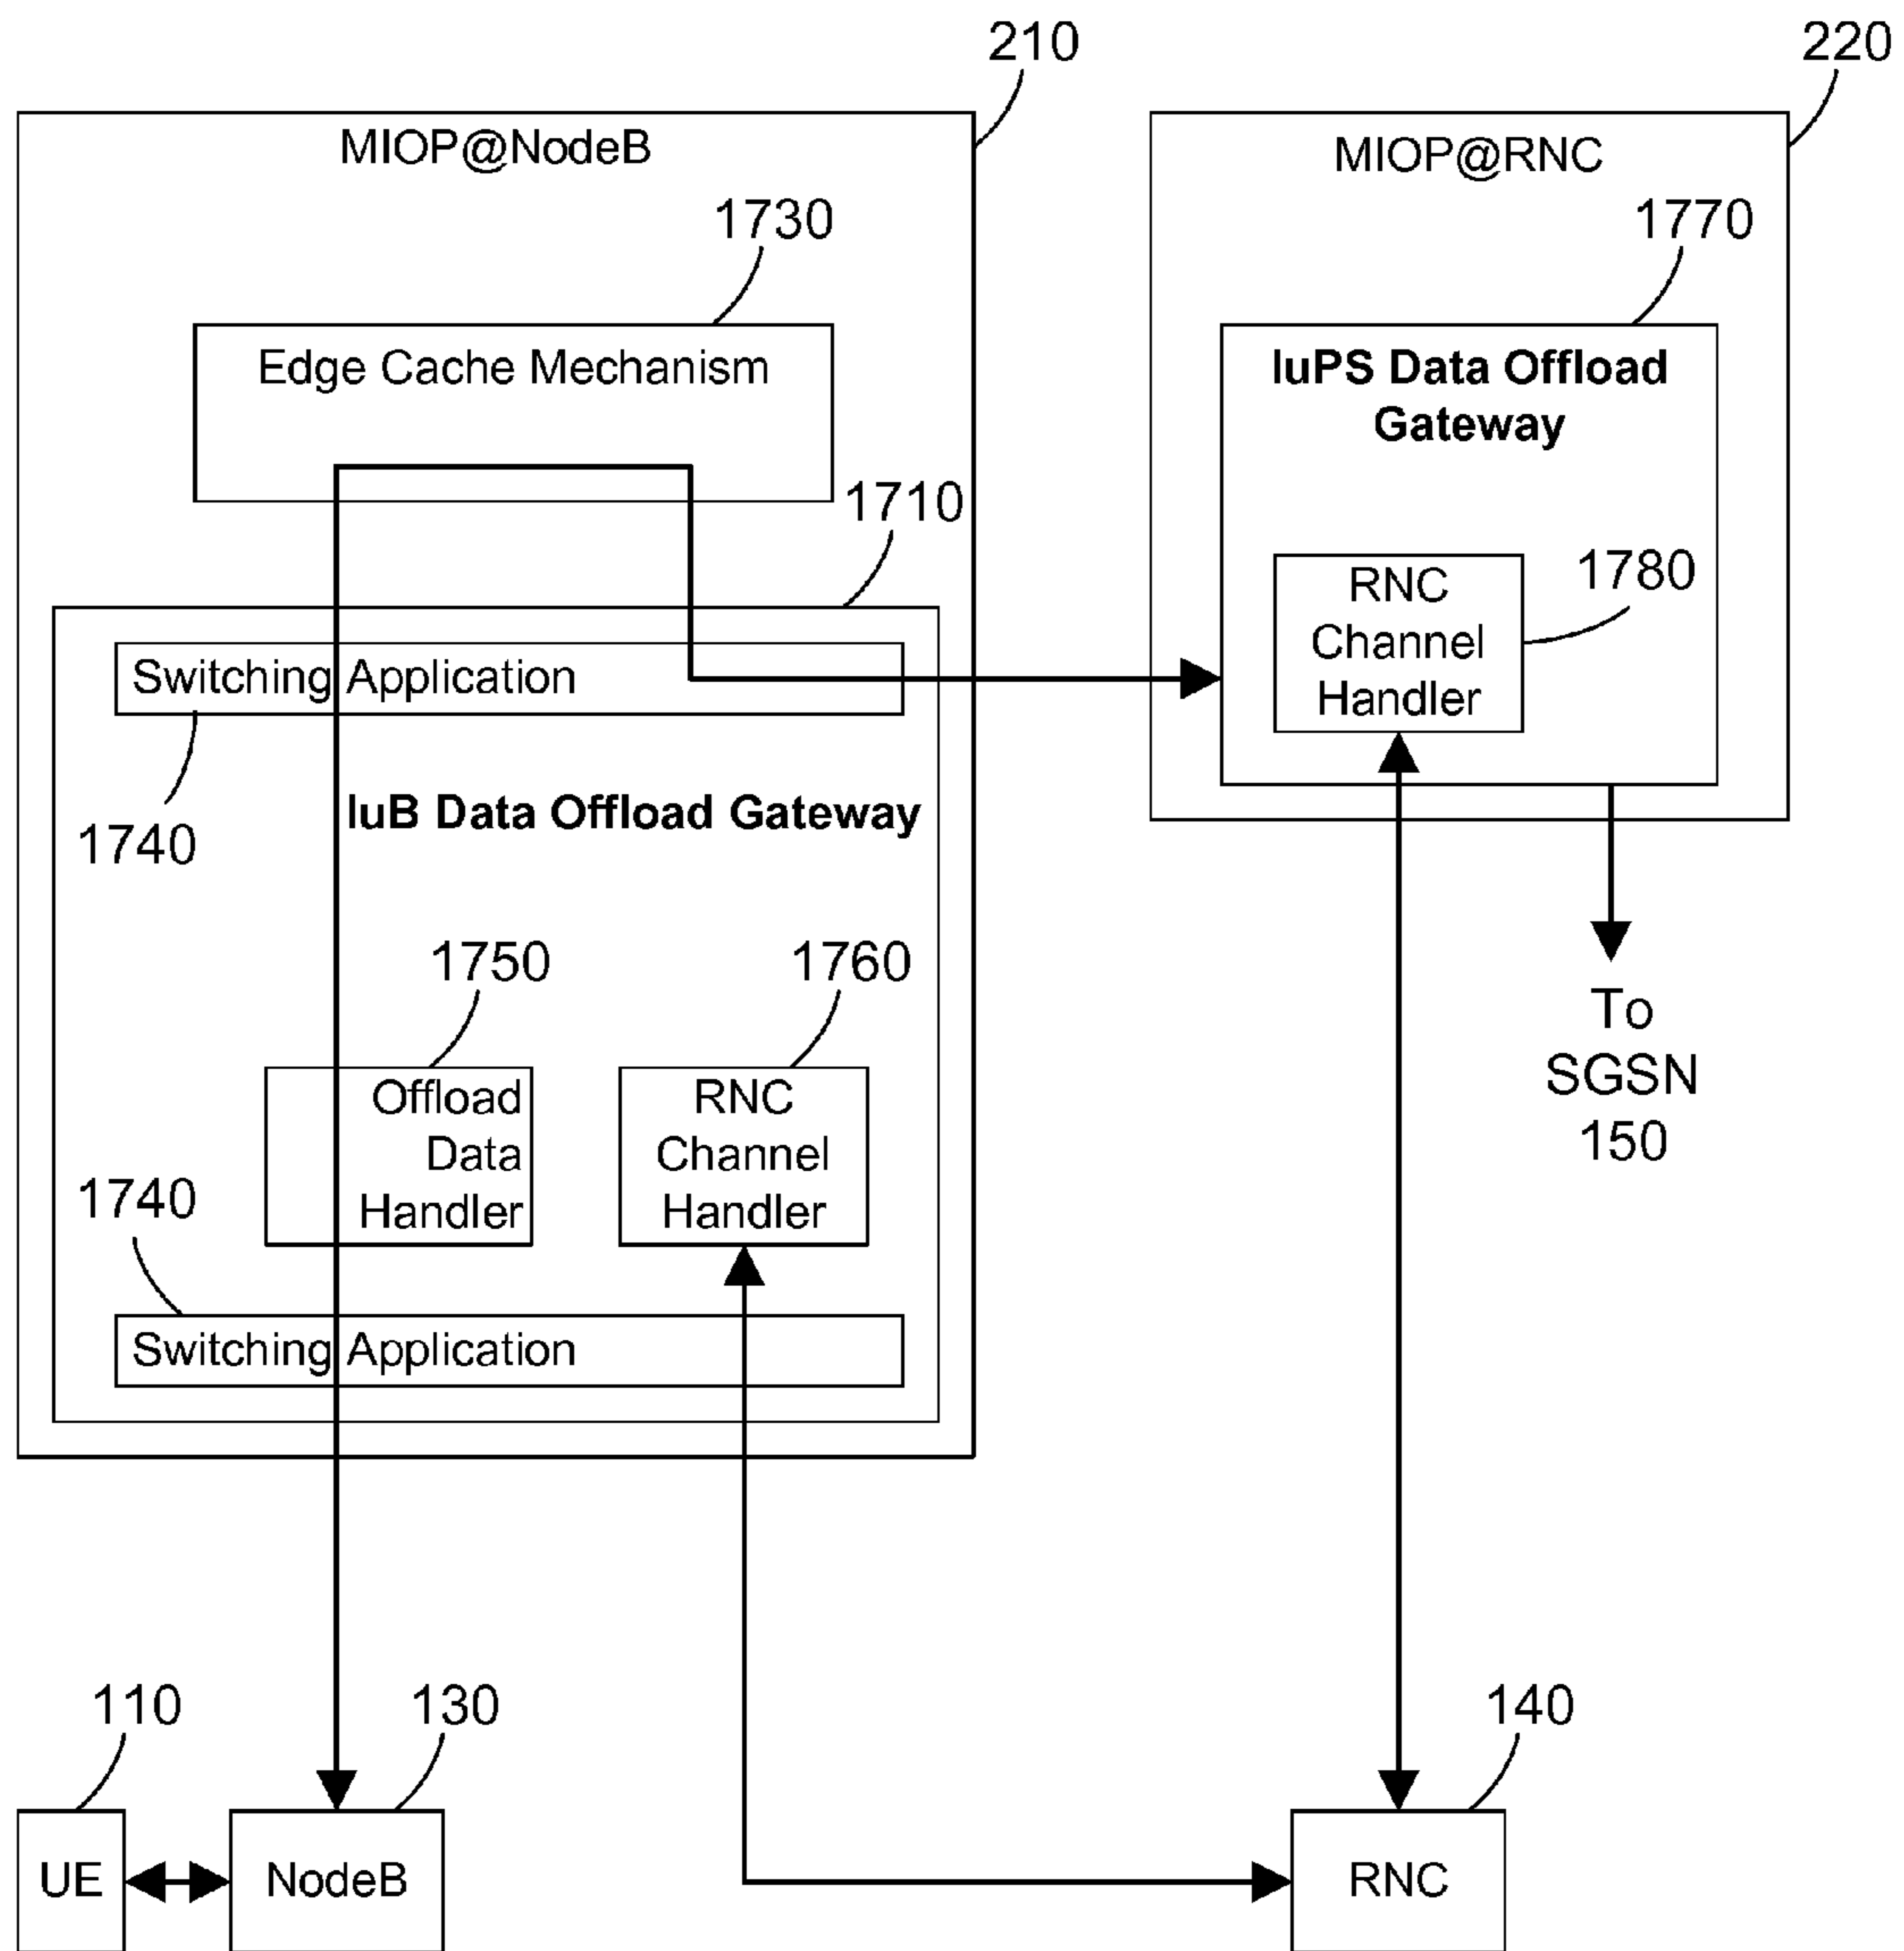 210
220
MIOP@NodeB
MIOP@RNC
1730
1770
Edge Cache Mechanism
IuPS Data Offload
Gateway
1710
RNC
Channel
Handler
1780
Switching Application
1740
IuB Data Offload Gateway
1750
1760
To
SGSN
150
Offload
Data
Handler
RNC
Channel
Handler
1740
Switching Application
110
130
140
UE
NodeB
RNC